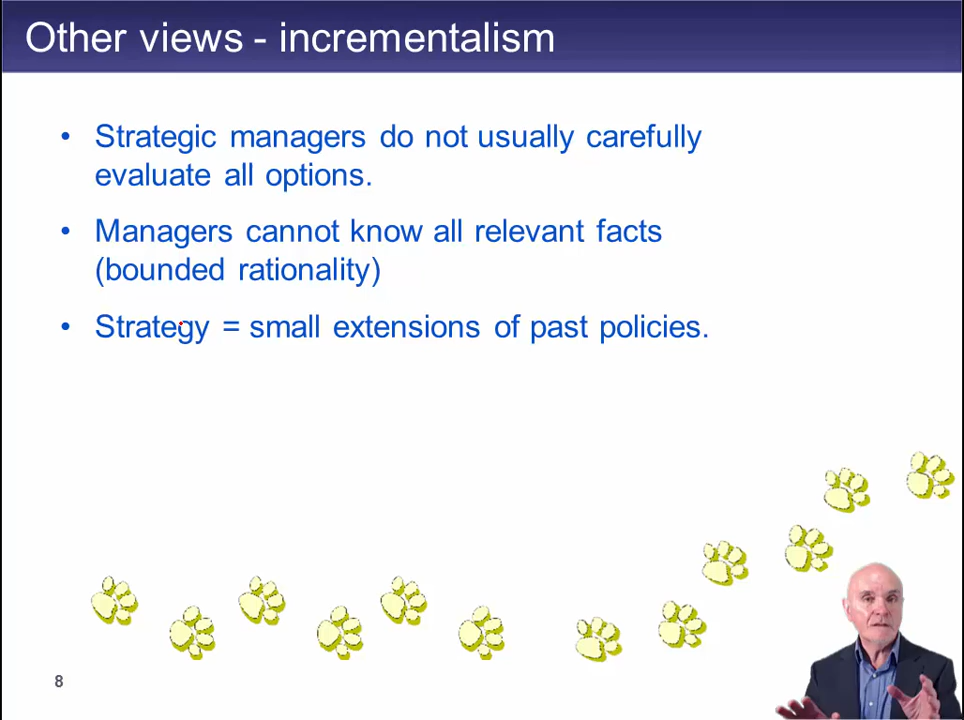 Other views - incrementalism
• Strategic managers do not usually carefully
evaluate all options.
• Managers cannot know all relevant facts
(bounded rationality)
• Strategy = small extensions of past policies.
8